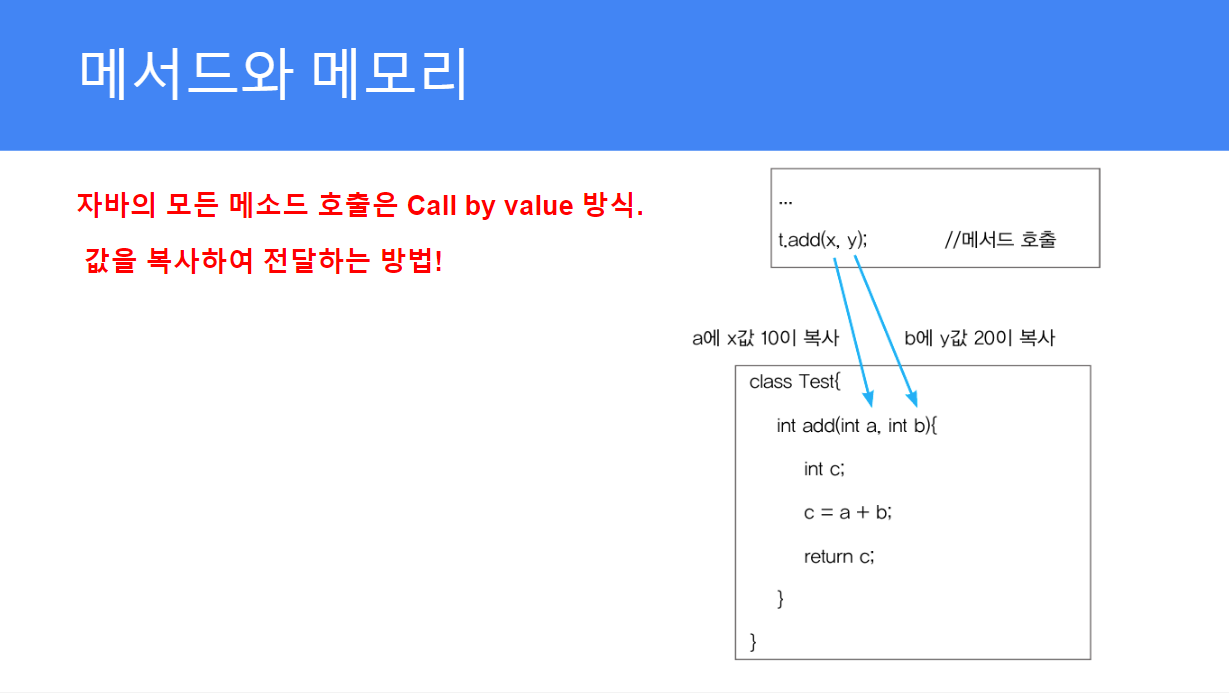 메서드와 메모리
자바의 모든 메소드 호출은 Call by value 방식.
값을 복사하여 전달하는 방법!
...
t.add(x, y); //메서드 호출
a에 x값 10이 복사 b에 y값 20이 복사
class Test{
int add(int a, int b){
int c;
c = a + b;
return c;
}
}